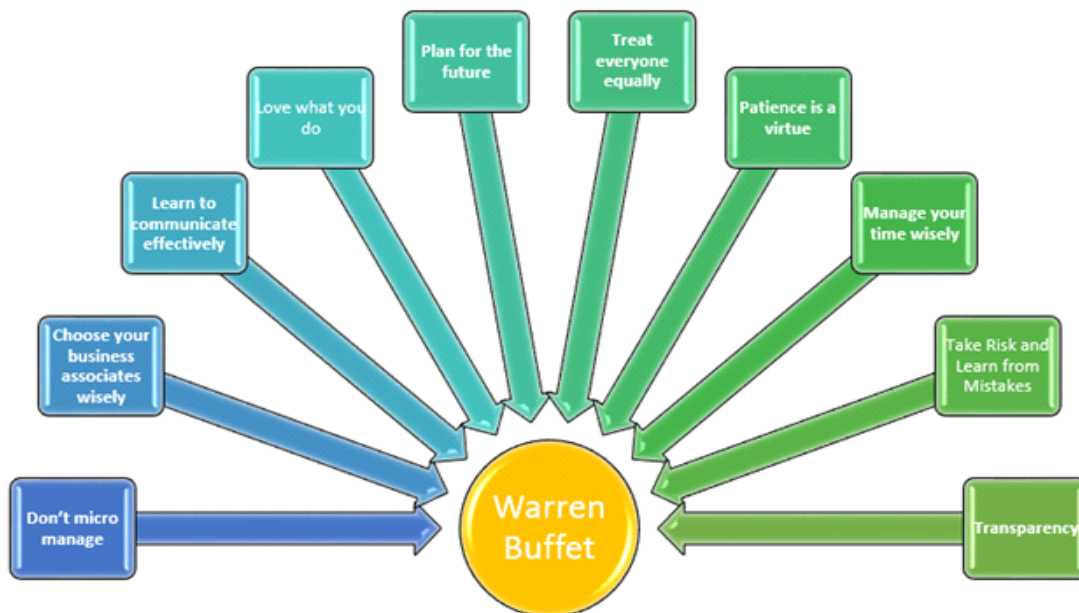 Don't micro
manage
Choose your
business
associates
wisely
Learn to
communicate
effectively
Love what you
do
Plan for the
future
Treat
everyone
equally
Patience is a
virtue
Manage your
time wisely
Take Risk and
Learn from
Mistakes
Transparency
Warren
Buffet